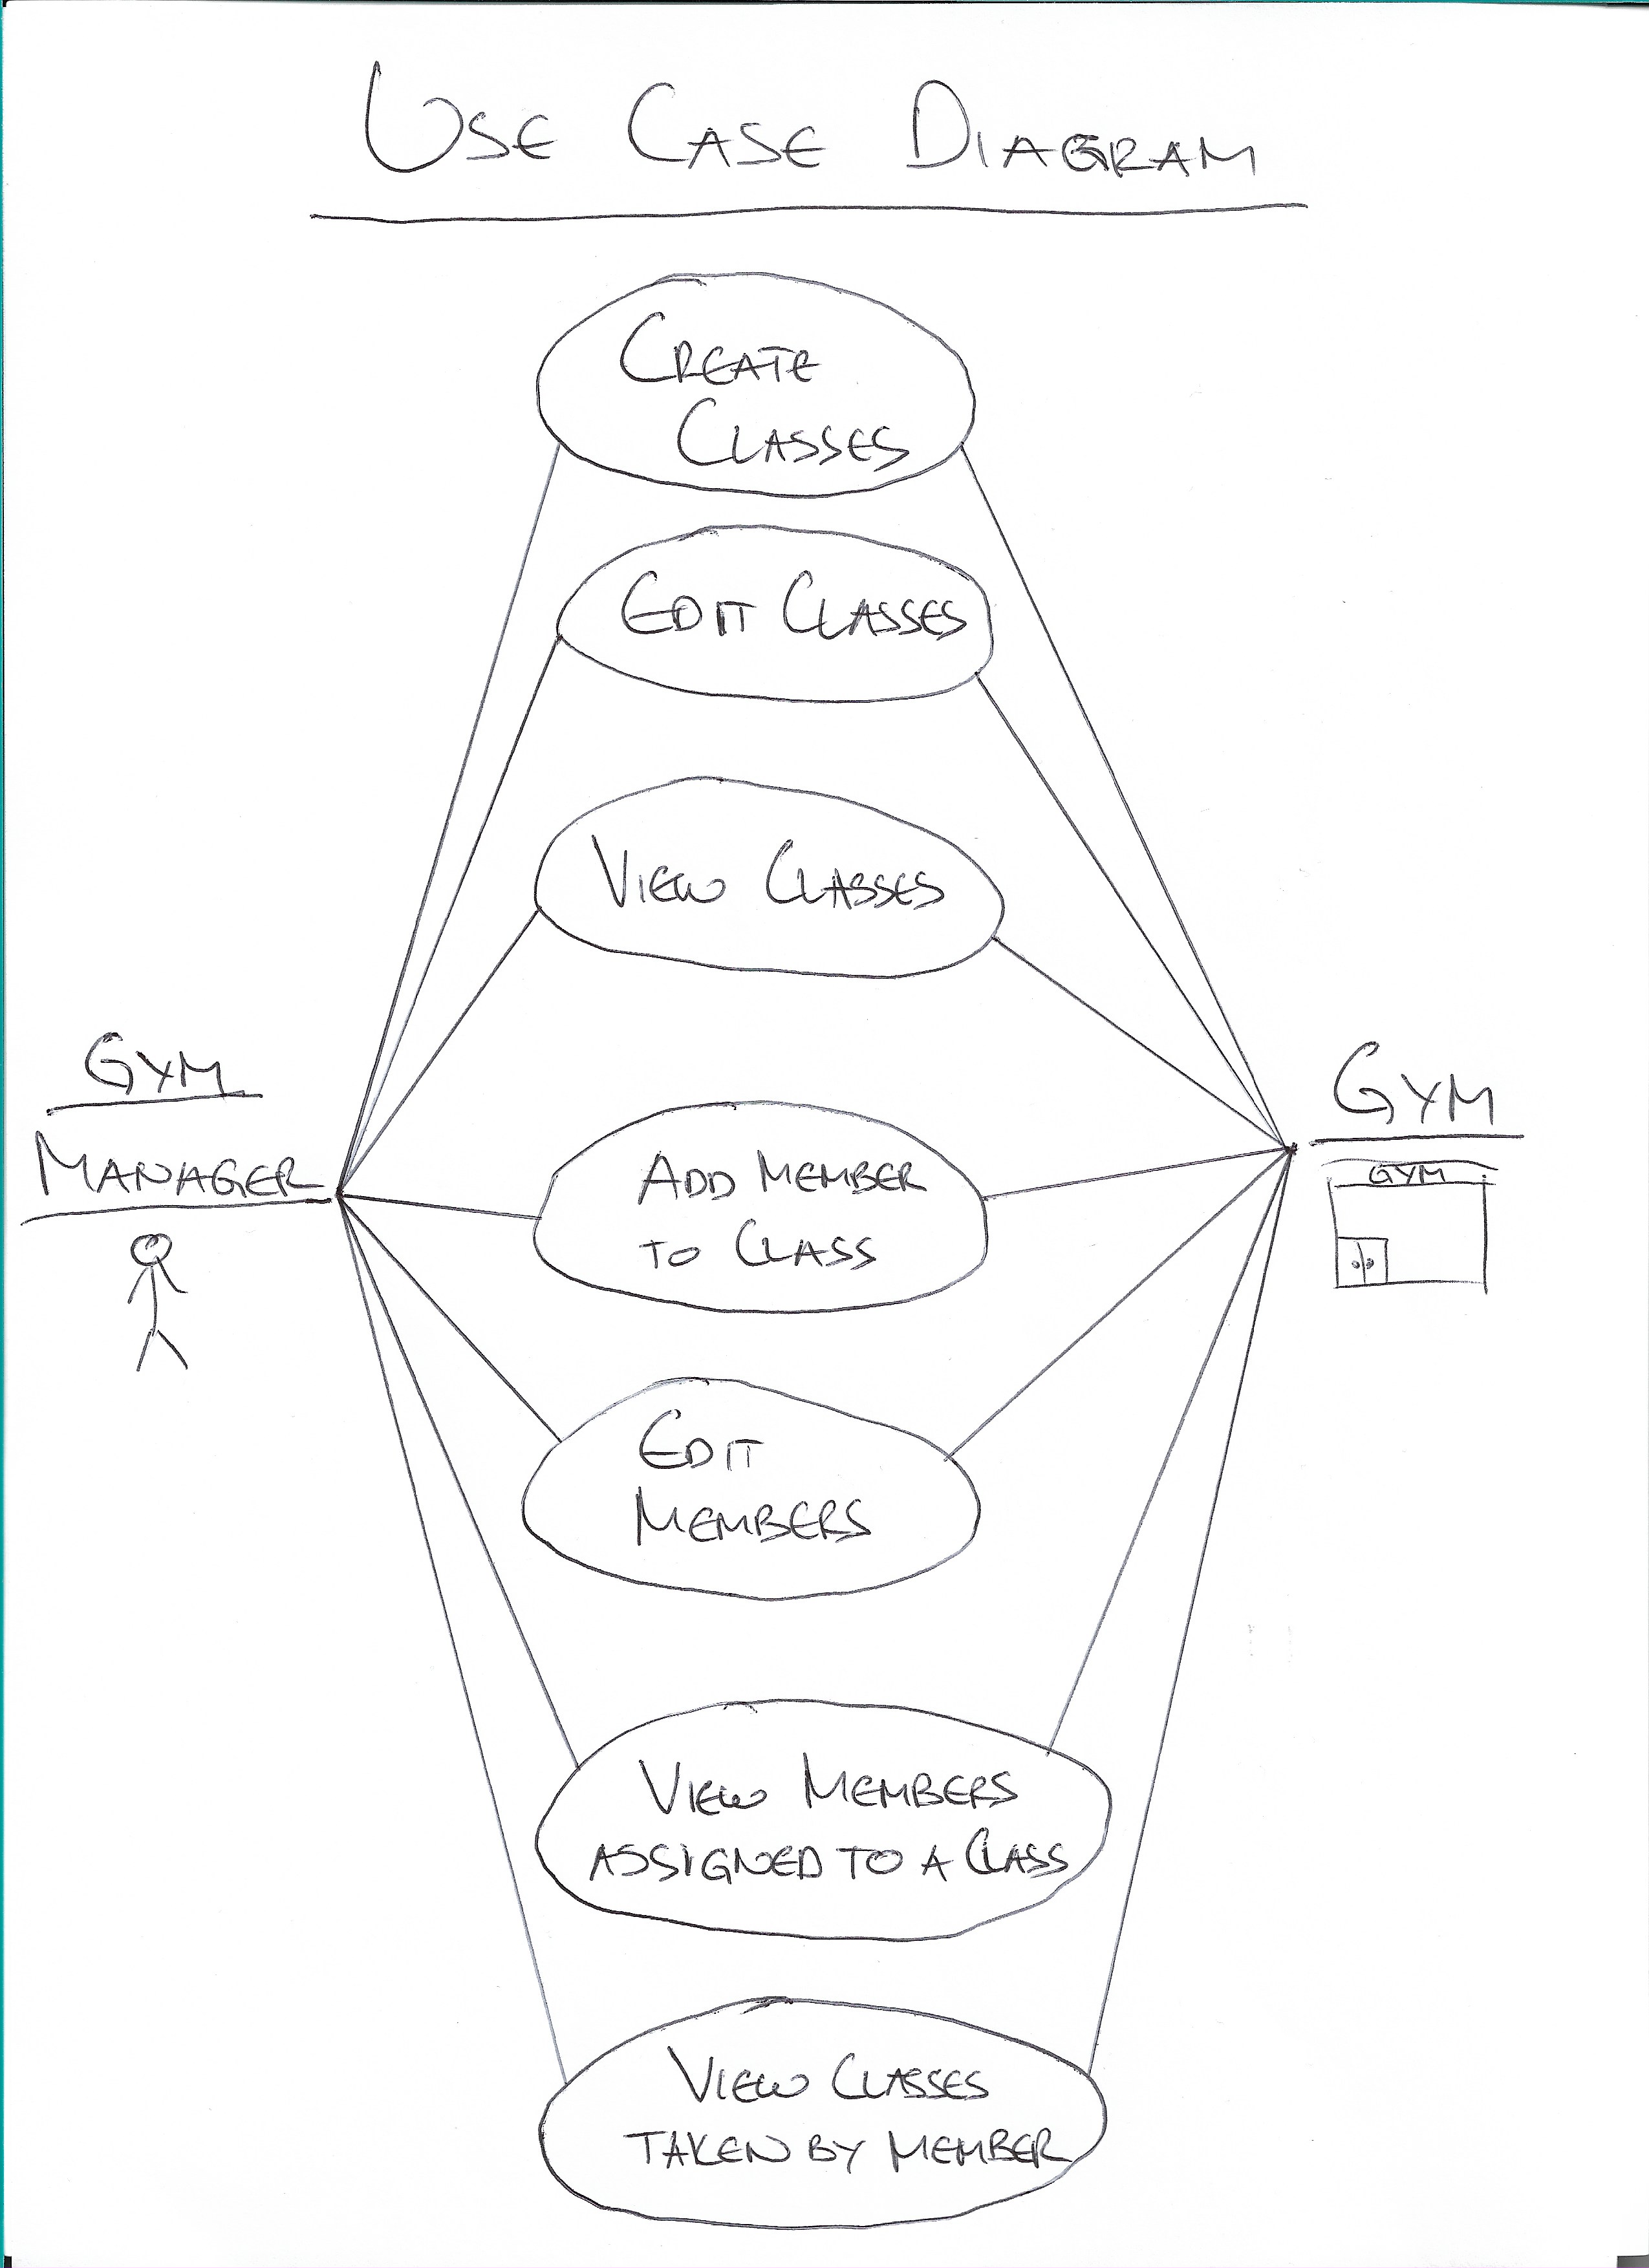 USE CASE DIAGRAM
CREATE
CLASSES
EDIT CLASSES
VIEW CLASSES
GYM
MANAGER
ADD MEMBER
TO CLASS
GYM
GYM
EDIT
MEMBERS
VIEW MEMBERS
ASSIGNED TO A CLASS
VIEW CLASSES
TAKEN BY MEMBER